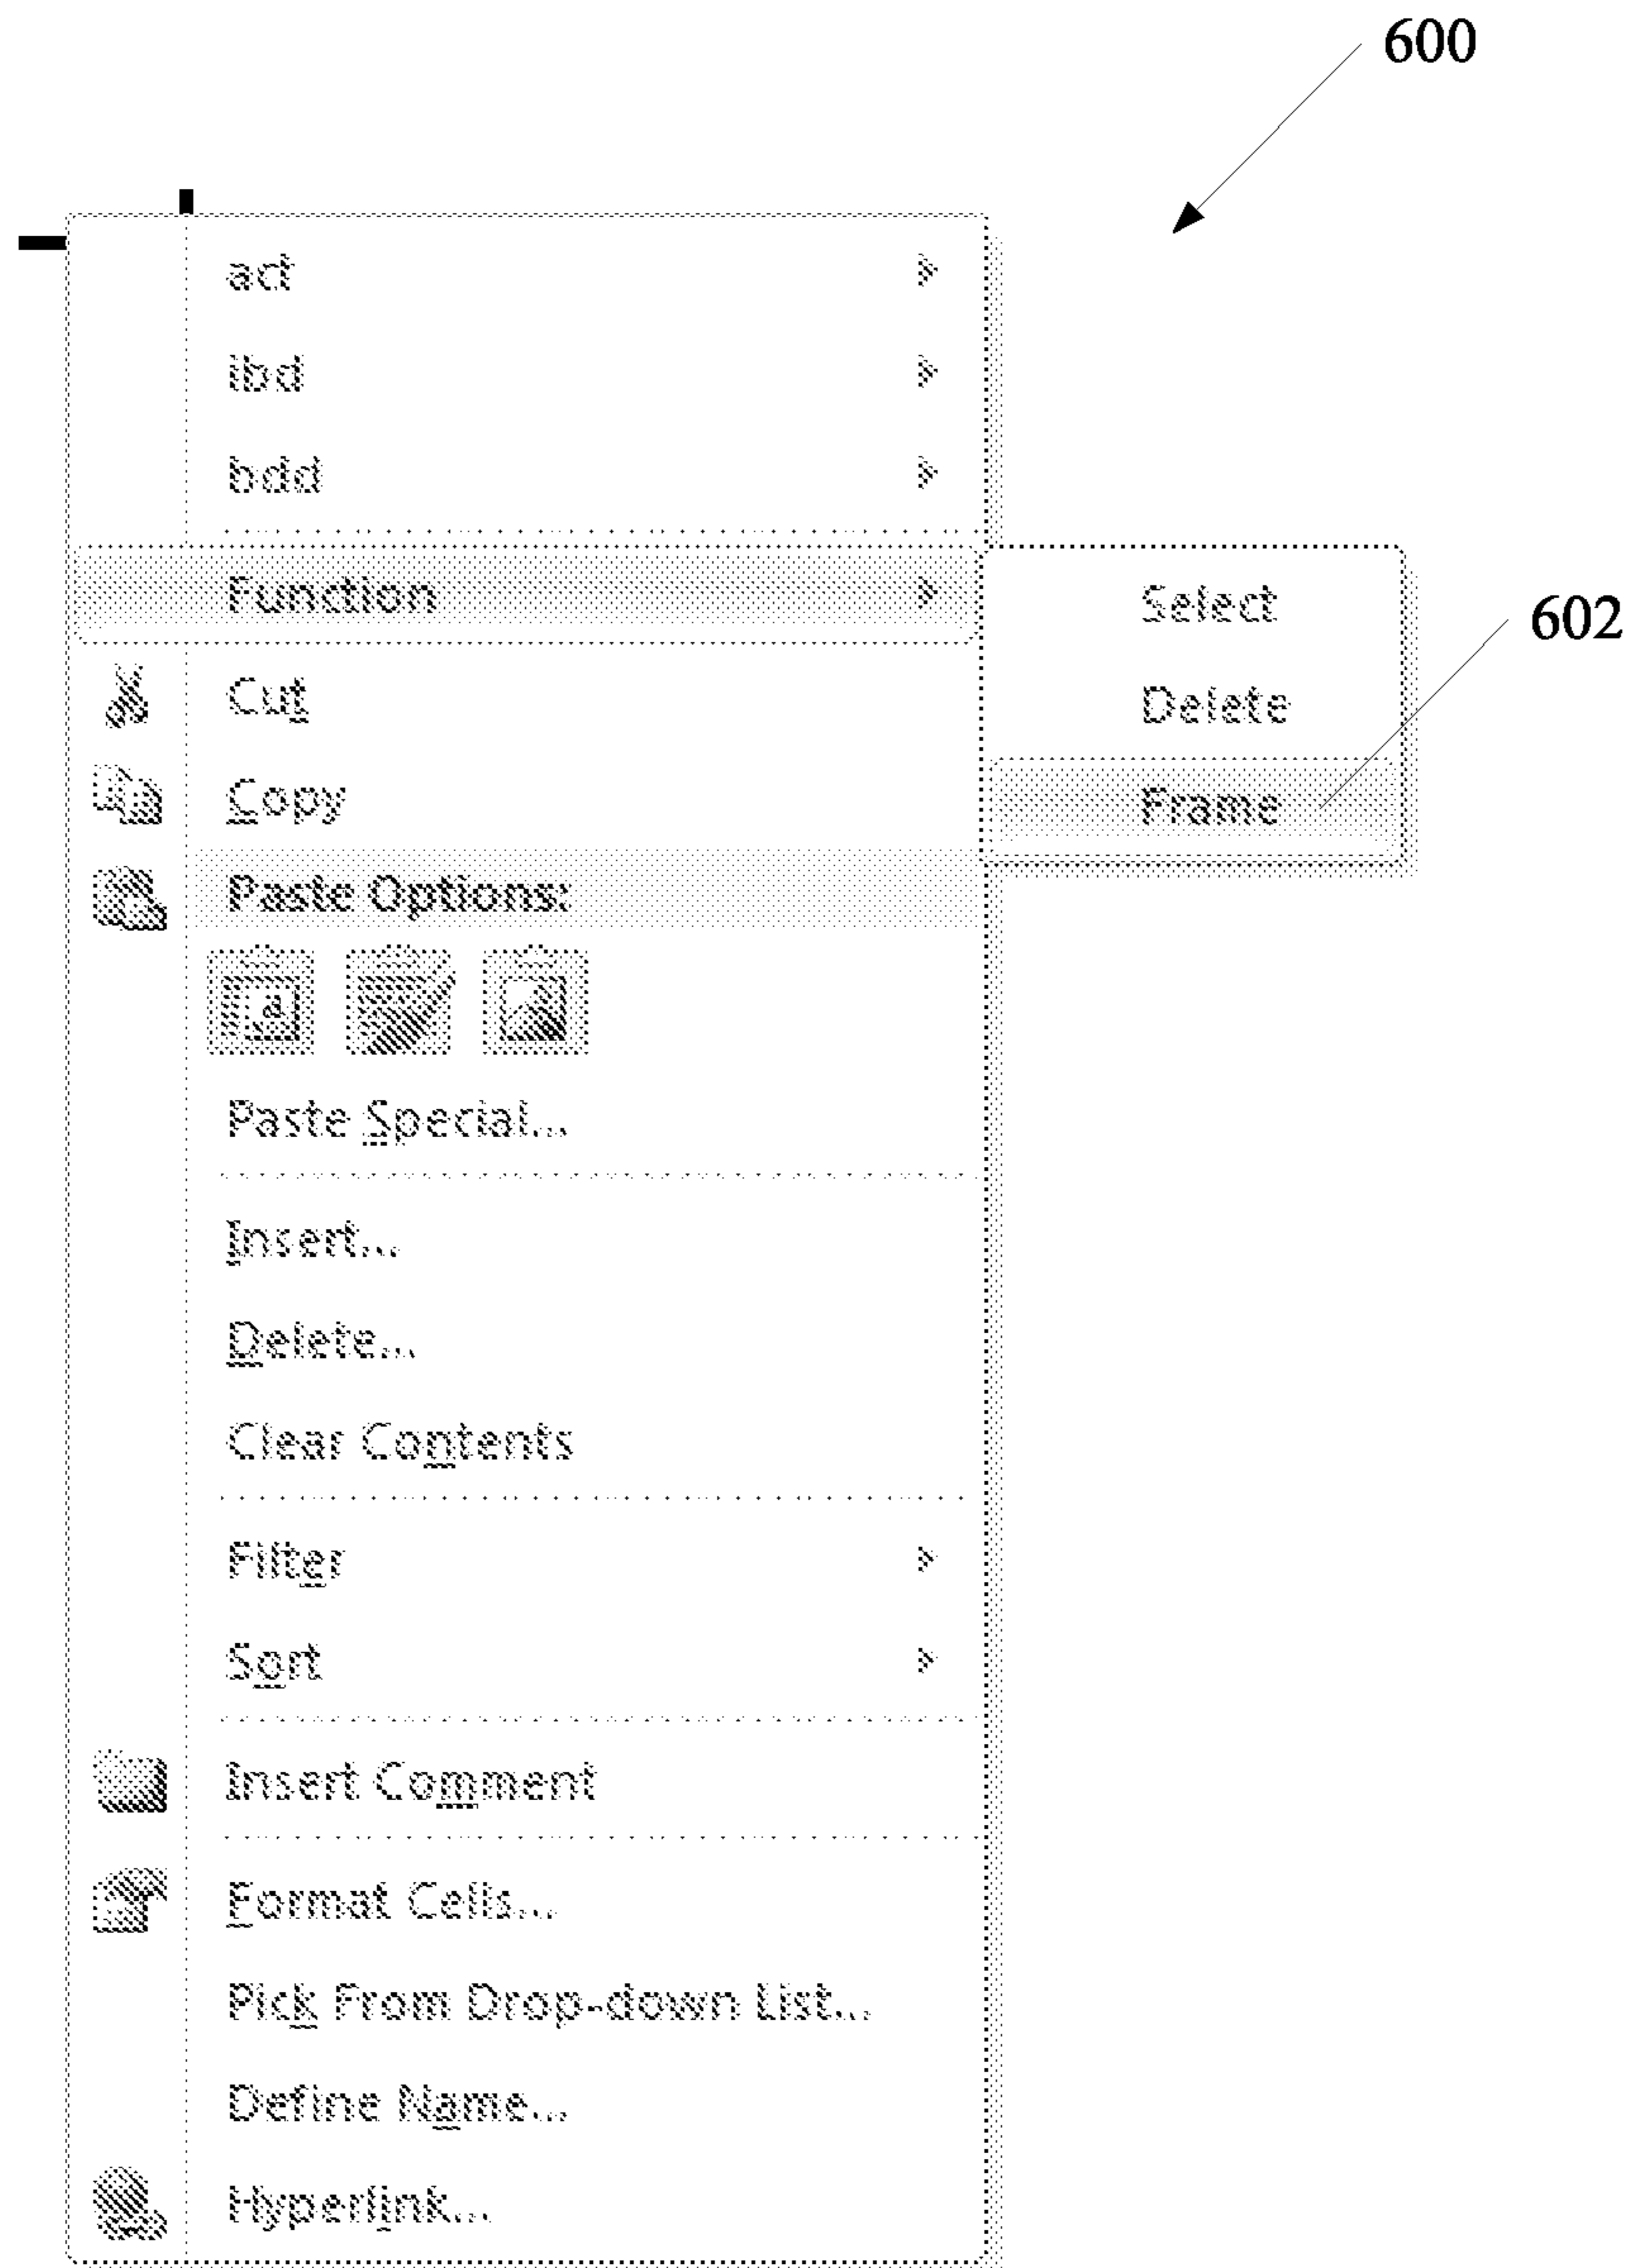 600
act
ibd
bdd
Function
Select
602
Cut
Delete
Copy
Frame
Paste Options:
a
Paste Special...
Insert...
Delete...
Clear Contents
Filter
Sort
Insert Comment
Format Cells...
Pick From Drop-down List...
Define Name...
Hyperlink...